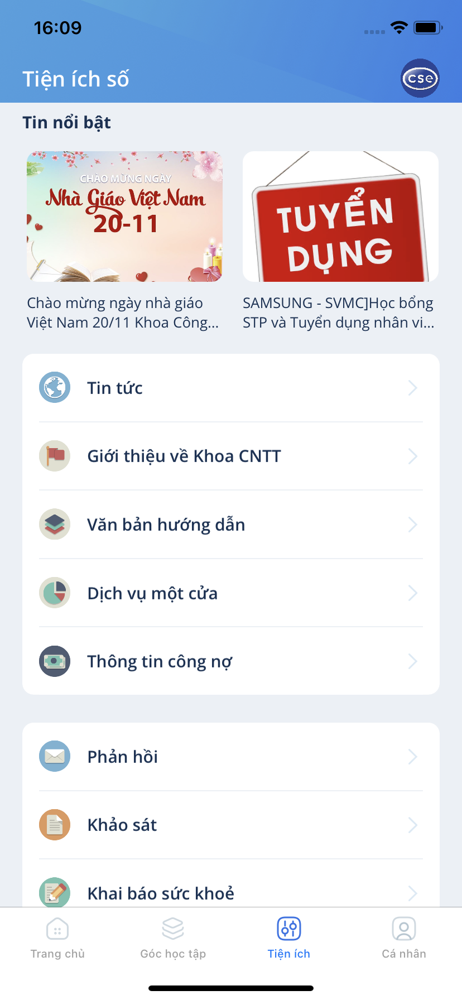 16:09
Tiện ích số
cse
Tin nổi bật
CHÀO MỪNG NGÀY
Nhà Giáo Việt Nam
20-11
TUYỂN
DỤNG
Chào mừng ngày nhà giáo
Việt Nam 20/11 Khoa Công...
SAMSUNG - SVMC]Học bổng
STP và Tuyển dụng nhân vi...
Tin tức
Giới thiệu về Khoa CNTT
Văn bản hướng dẫn
Dịch vụ một cửa
Thông tin công nợ
Phản hồi
Khảo sát
Khai báo sức khoẻ
Trang chủ
Góc học tập
Tiện ích
Cá nhân